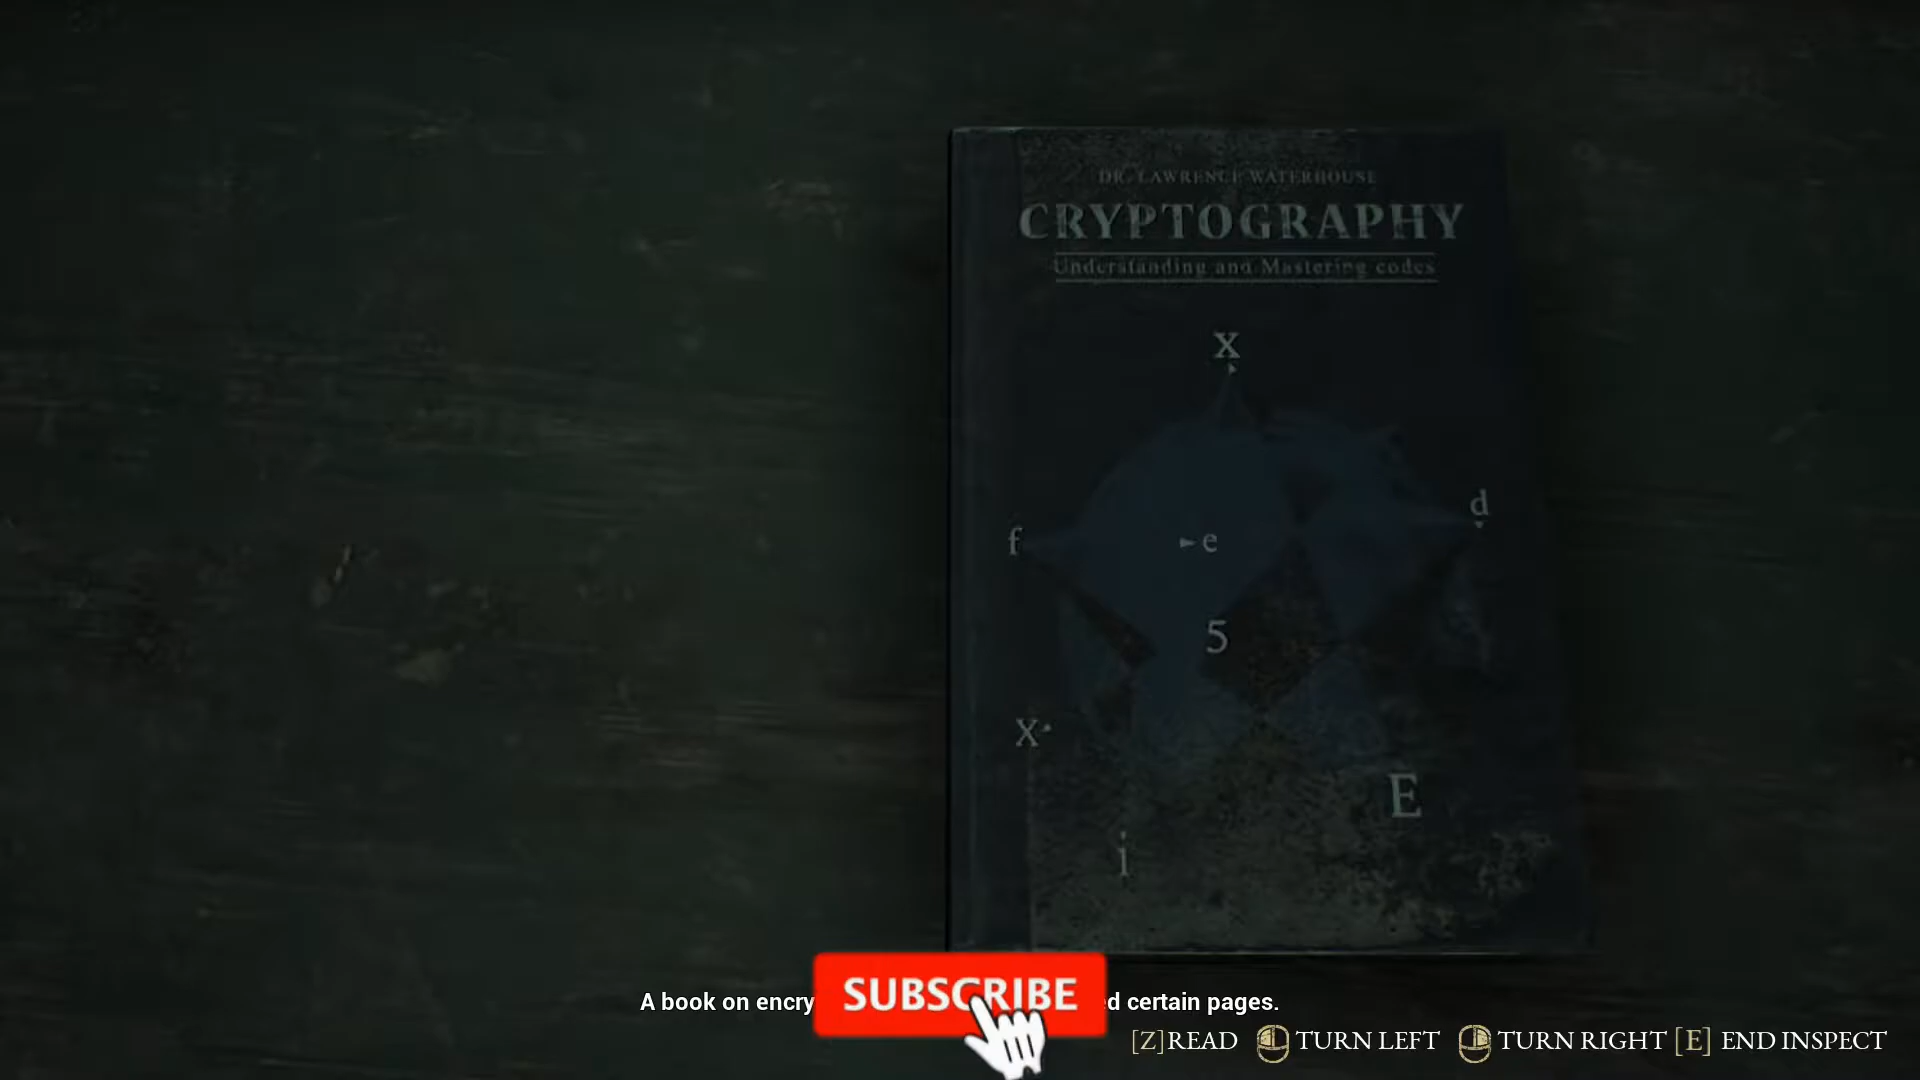 DR. LAWRENCE WATERHOUSE
CRYPTOGRAPHY
Understanding and Mastering codes
x
d
f
e
5
X
E
i
A book on encry
SUBSCRIBE
d certain pages.
[Z]READ TURN LEFT TURN RIGHT [E] END INSPECT